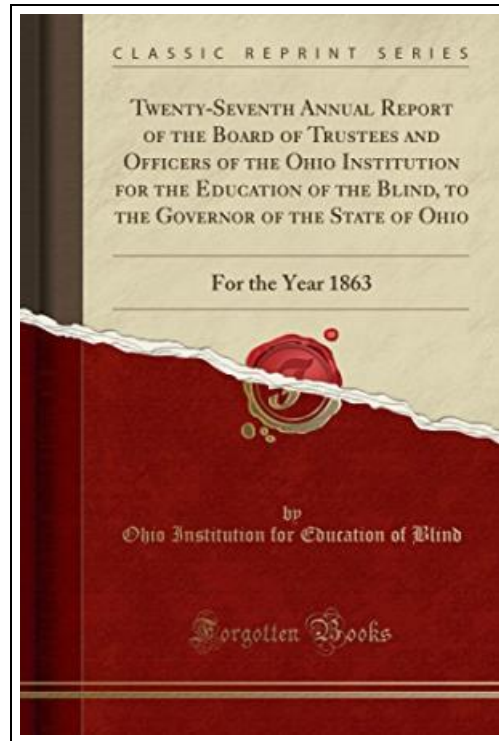 CLASSIC REPRINT SERIES
TWENTY-SEVENTH ANNUAL REPORT
OF THE BOARD OF TRUSTEES AND
OFFICERS OF THE OHIO INSTITUTION
FOR THE EDUCATION OF THE BLIND, TO
THE GOVERNOR OF THE STATE OF OHIO
For the Year 1863
by
Ohio Institution for Education of Blind
Forgotten Books